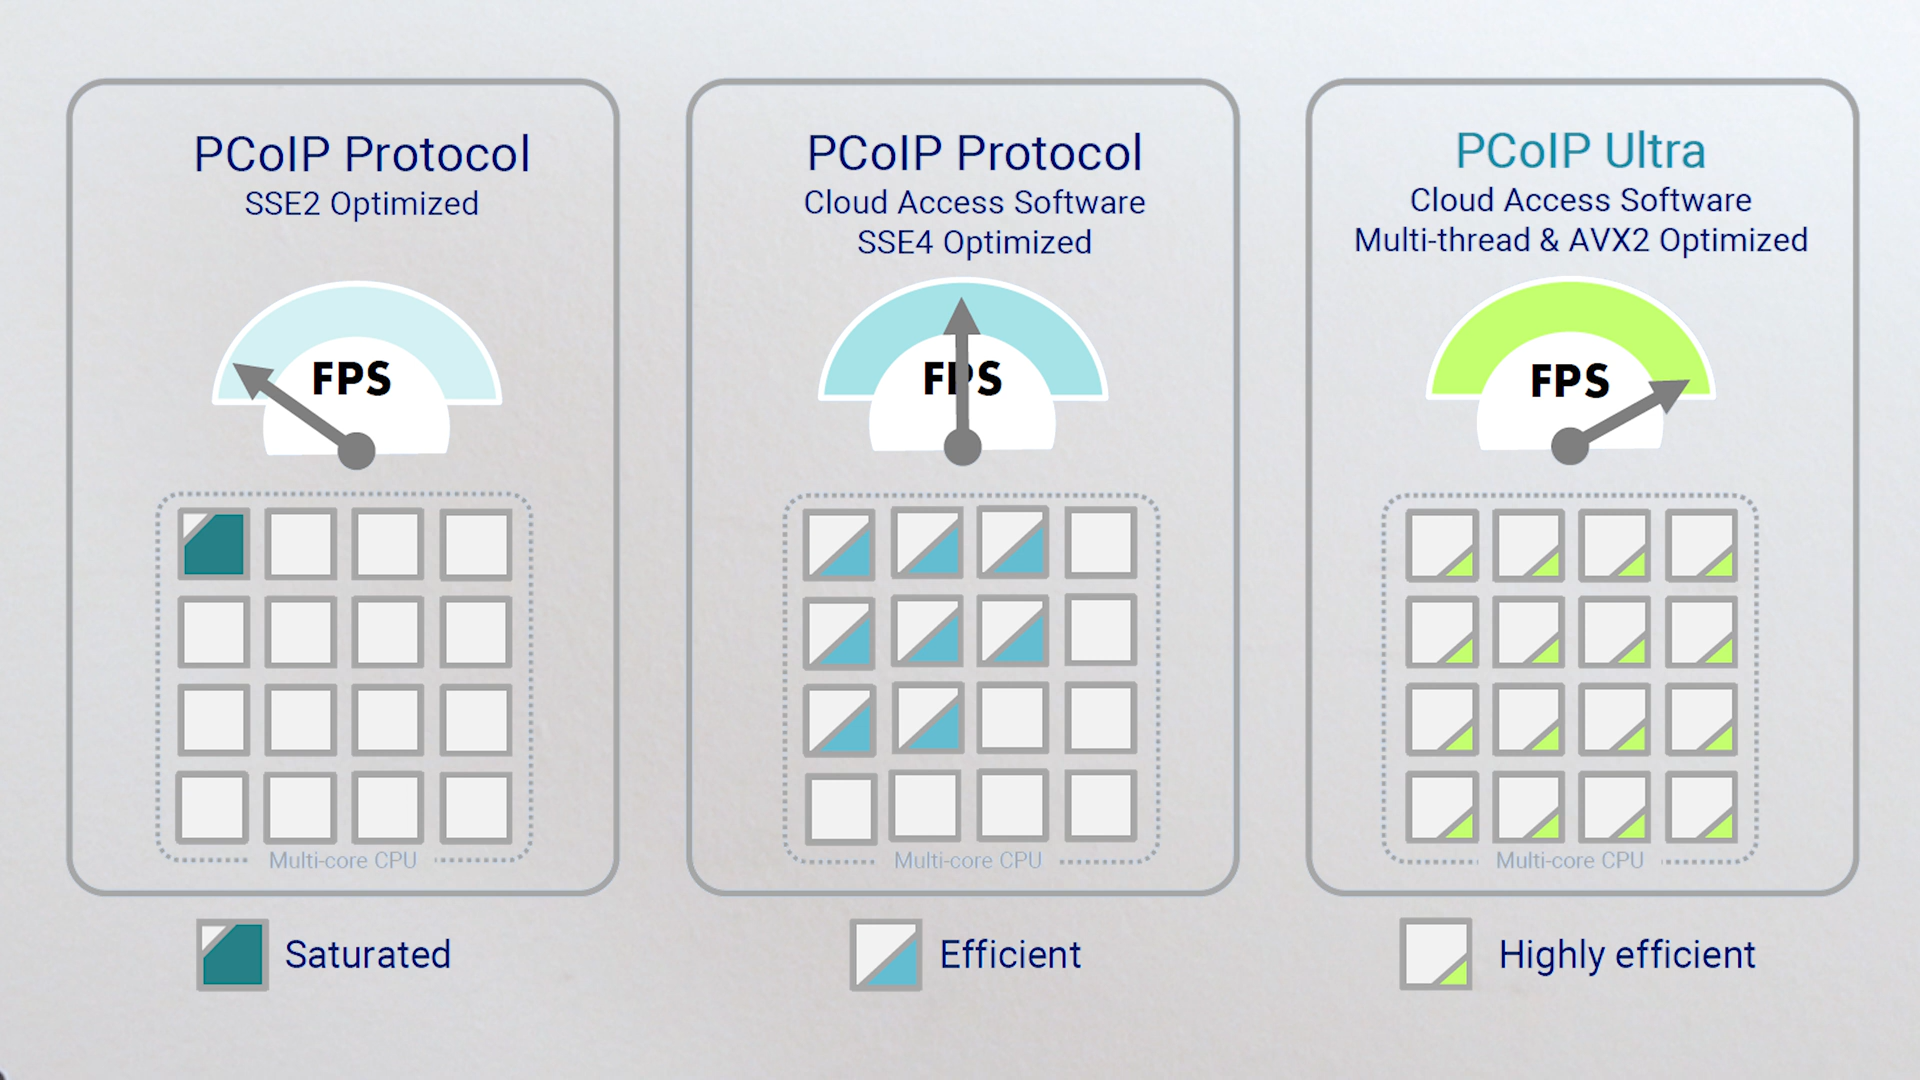 PCoIP Protocol
SSE2 Optimized
FPS
Multi-core CPU
Saturated
PCoIP Protocol
Cloud Access Software
SSE4 Optimized
FPS
Multi-core CPU
Efficient
PCoIP Ultra
Cloud Access Software
Multi-thread & AVX2 Optimized
FPS
Multi-core CPU
Highly efficient